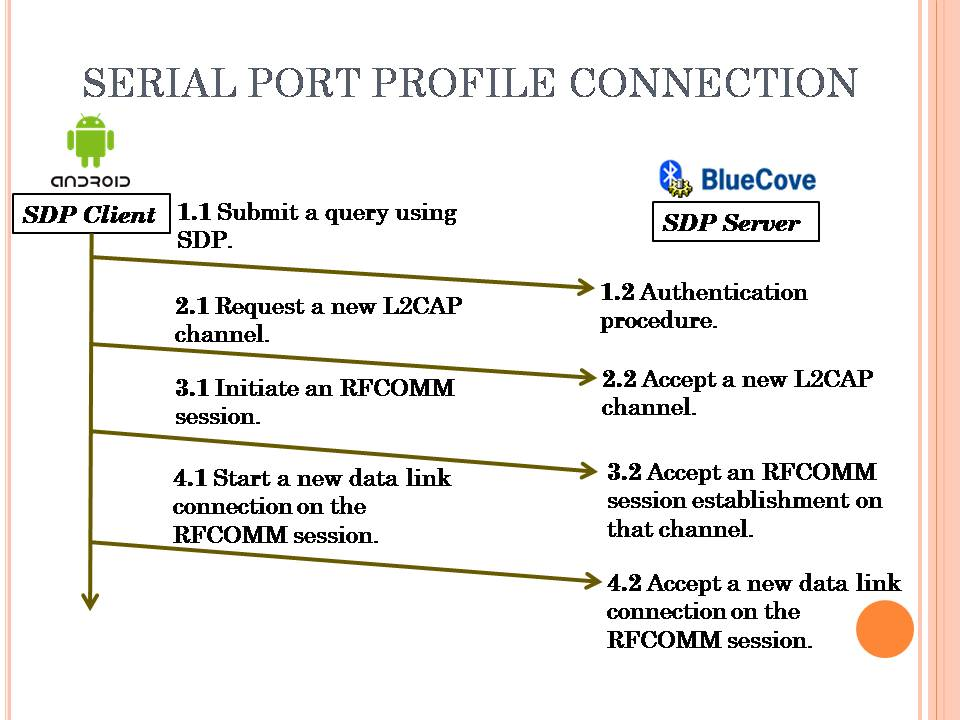 SERIAL PORT PROFILE CONNECTION
ANDROID
BlueCove
SDP Client
SDP Server
1.1 Submit a query using
SDP.
1.2 Authentication
procedure.
2.1 Request a new L2CAP
channel.
2.2 Accept a new L2CAP
channel.
3.1 Initiate an RFCOMM
session.
3.2 Accept an RFCOMM
session establishment on
that channel.
4.1 Start a new data link
connection on the
RFCOMM session.
4.2 Accept a new data link
connection on the
RFCOMM session.